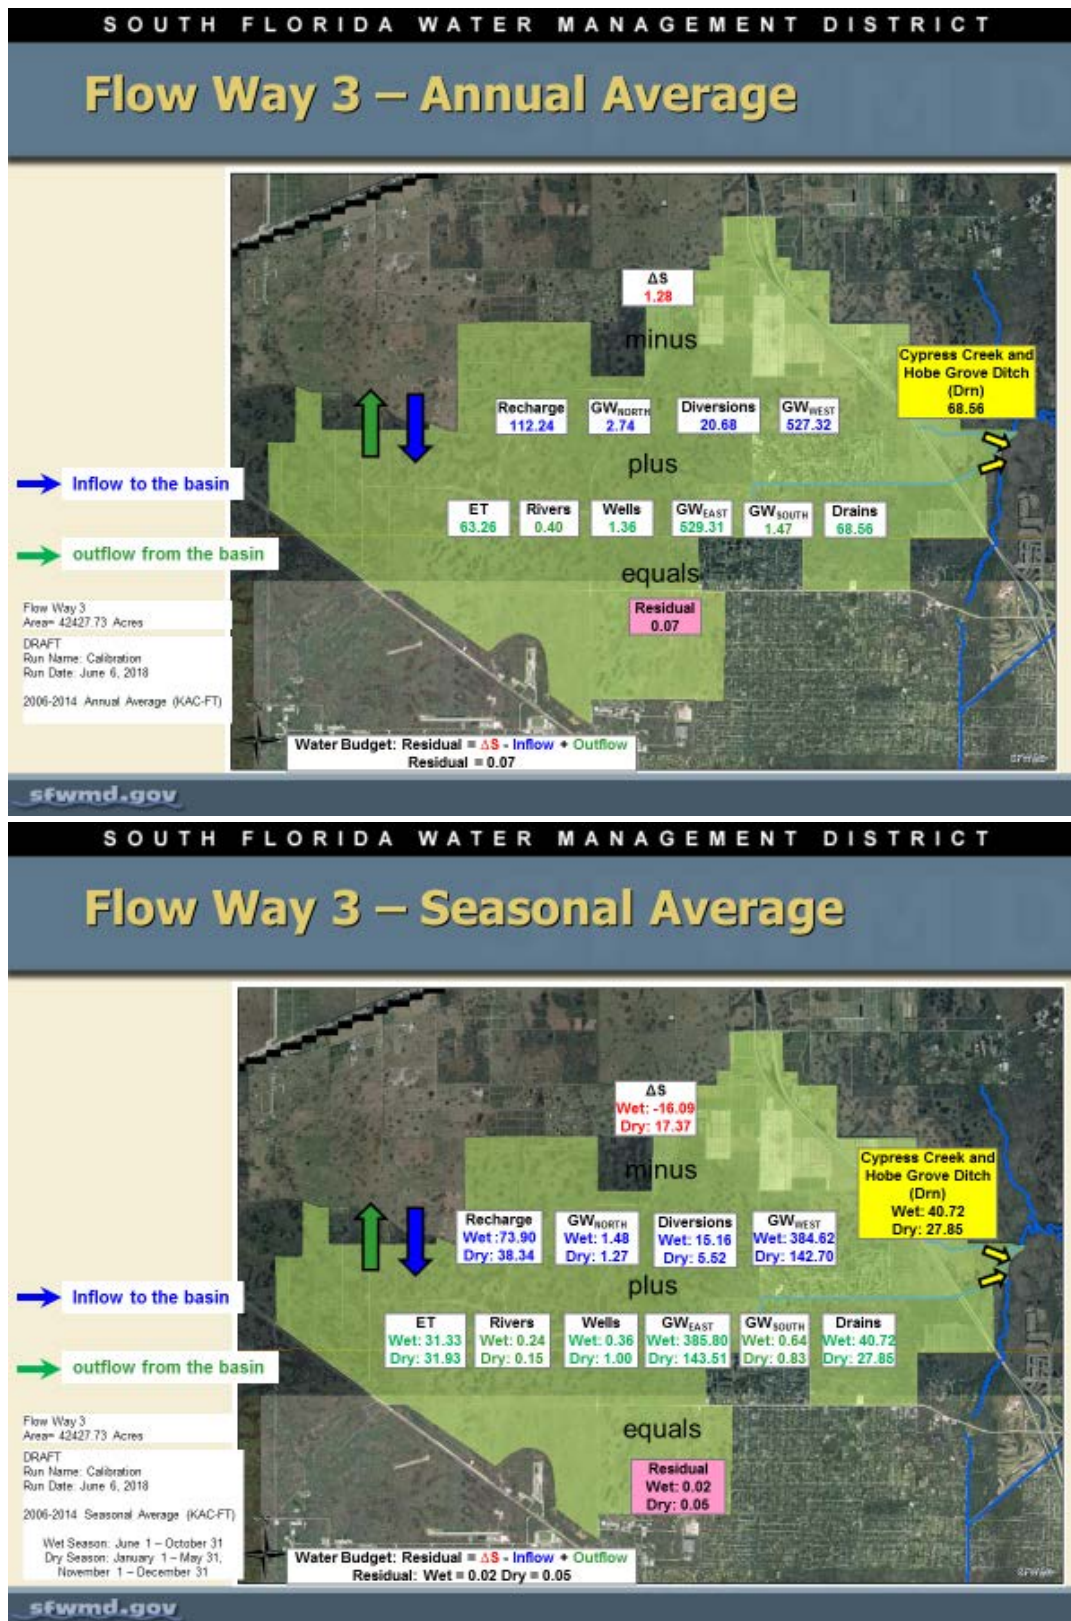 SOUTH FLORIDA WATER MANAGEMENT DISTRICT
Flow Way 3 – Annual Average
ΔS
1.28
minus
Cypress Creek and
Hobe Grove Ditch
(Drn)
68.56
Recharge
112.24
GWNORTH
2.74
Diversions
20.68
GWWEST
527.32
plus
Inflow to the basin
ET
63.26
Rivers
0.40
Wells
1.36
GWEAST
529.31
GWSOUTH
1.47
Drains
68.56
outflow from the basin
equals
Residual
0.07
Flow Way 3
Area= 42427.73 Acres
DRAFT
Run Name: Calibration
Run Date: June 6, 2018
2006-2014 Annual Average (KAC-FT)
Water Budget: Residual = ΔS - Inflow + Outflow
Residual = 0.07
sfwmd.gov
SOUTH FLORIDA WATER MANAGEMENT DISTRICT
Flow Way 3 – Seasonal Average
ΔS
Wet: -16.09
Dry: 17.37
minus
Cypress Creek and
Hobe Grove Ditch
(Drn)
Wet: 40.72
Dry: 27.85
Recharge
Wet:73.90
Dry: 38.34
GWNORTH
Wet: 1.48
Dry: 1.27
Diversions
Wet: 15.16
Dry: 5.52
GWWEST
Wet: 384.62
Dry: 142.70
plus
Inflow to the basin
ET
Wet: 31.33
Dry: 31.93
Rivers
Wet: 0.24
Dry: 0.15
Wells
Wet: 0.36
Dry: 1.00
GWEAST
Wet: 385.80
Dry: 143.51
GWSOUTH
Wet: 0.64
Dry: 0.83
Drains
Wet: 40.72
Dry: 27.85
outflow from the basin
equals
Residual
Wet: 0.02
Dry: 0.05
Flow Way 3
Area= 42427.73 Acres
DRAFT
Run Name: Calibration
Run Date: June 6, 2018
2006-2014 Seasonal Average (KAC-FT)
Wet Season: June 1 – October 31
Dry Season: January 1 – May 31,
November 1 – December 31
Water Budget: Residual = ΔS - Inflow + Outflow
Residual: Wet = 0.02 Dry = 0.05
sfwmd.gov